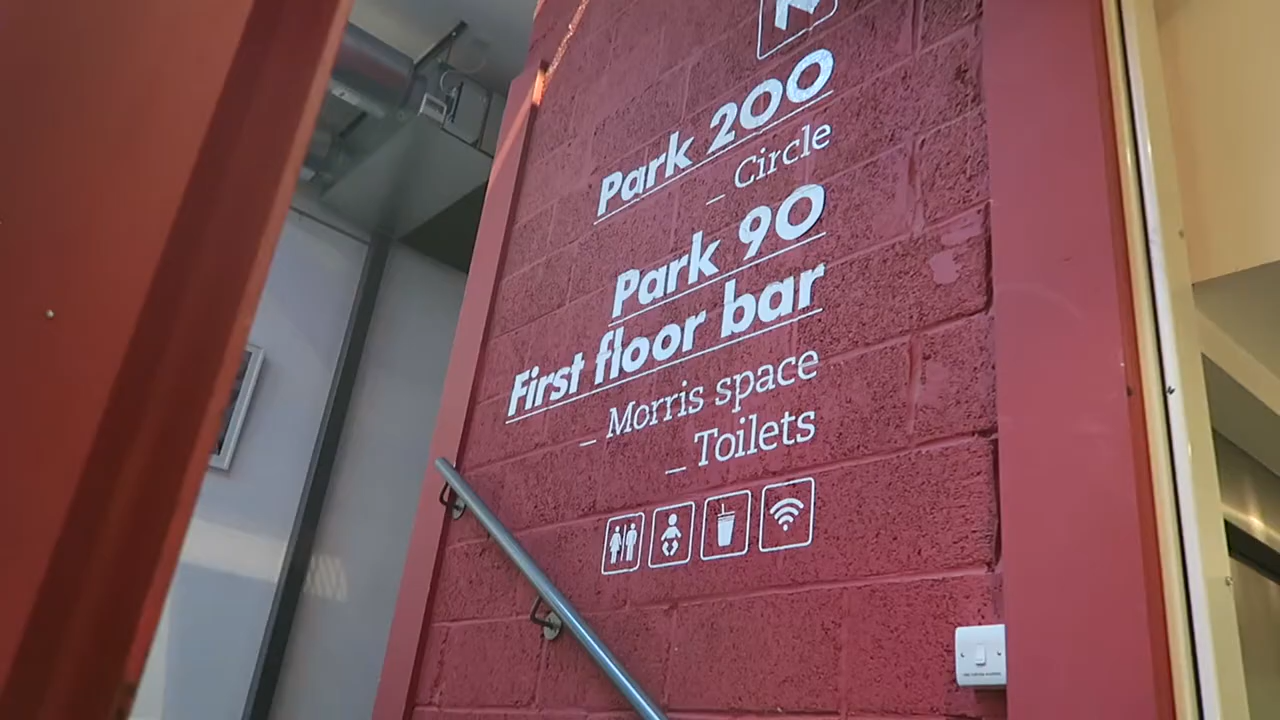 Park 200
_ Circle
Park 90
First floor bar
_ Morris space
_ Toilets